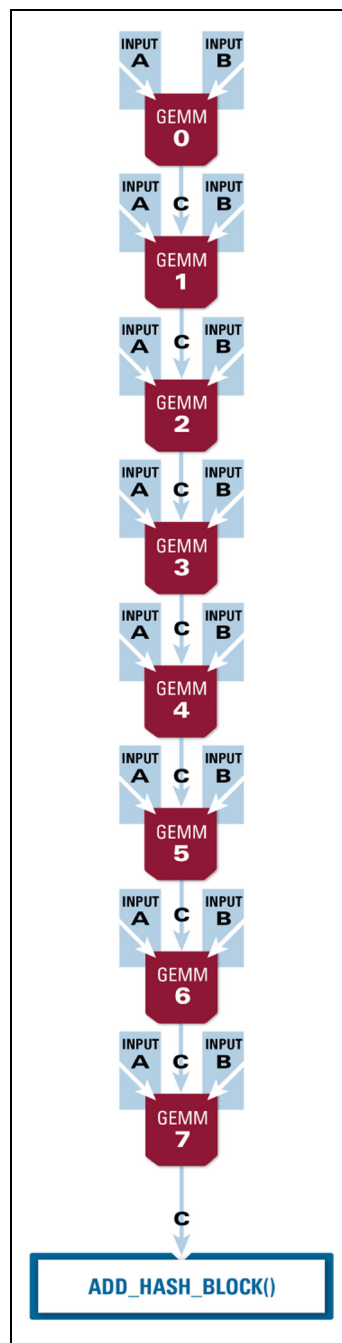 INPUT INPUT
A B
GEMM
0
INPUT INPUT
A C B
GEMM
1
INPUT INPUT
A C B
GEMM
2
INPUT INPUT
A C B
GEMM
3
INPUT INPUT
A C B
GEMM
4
INPUT INPUT
A C B
GEMM
5
INPUT INPUT
A C B
GEMM
6
INPUT INPUT
A C B
GEMM
7
C
ADD_HASH_BLOCK()